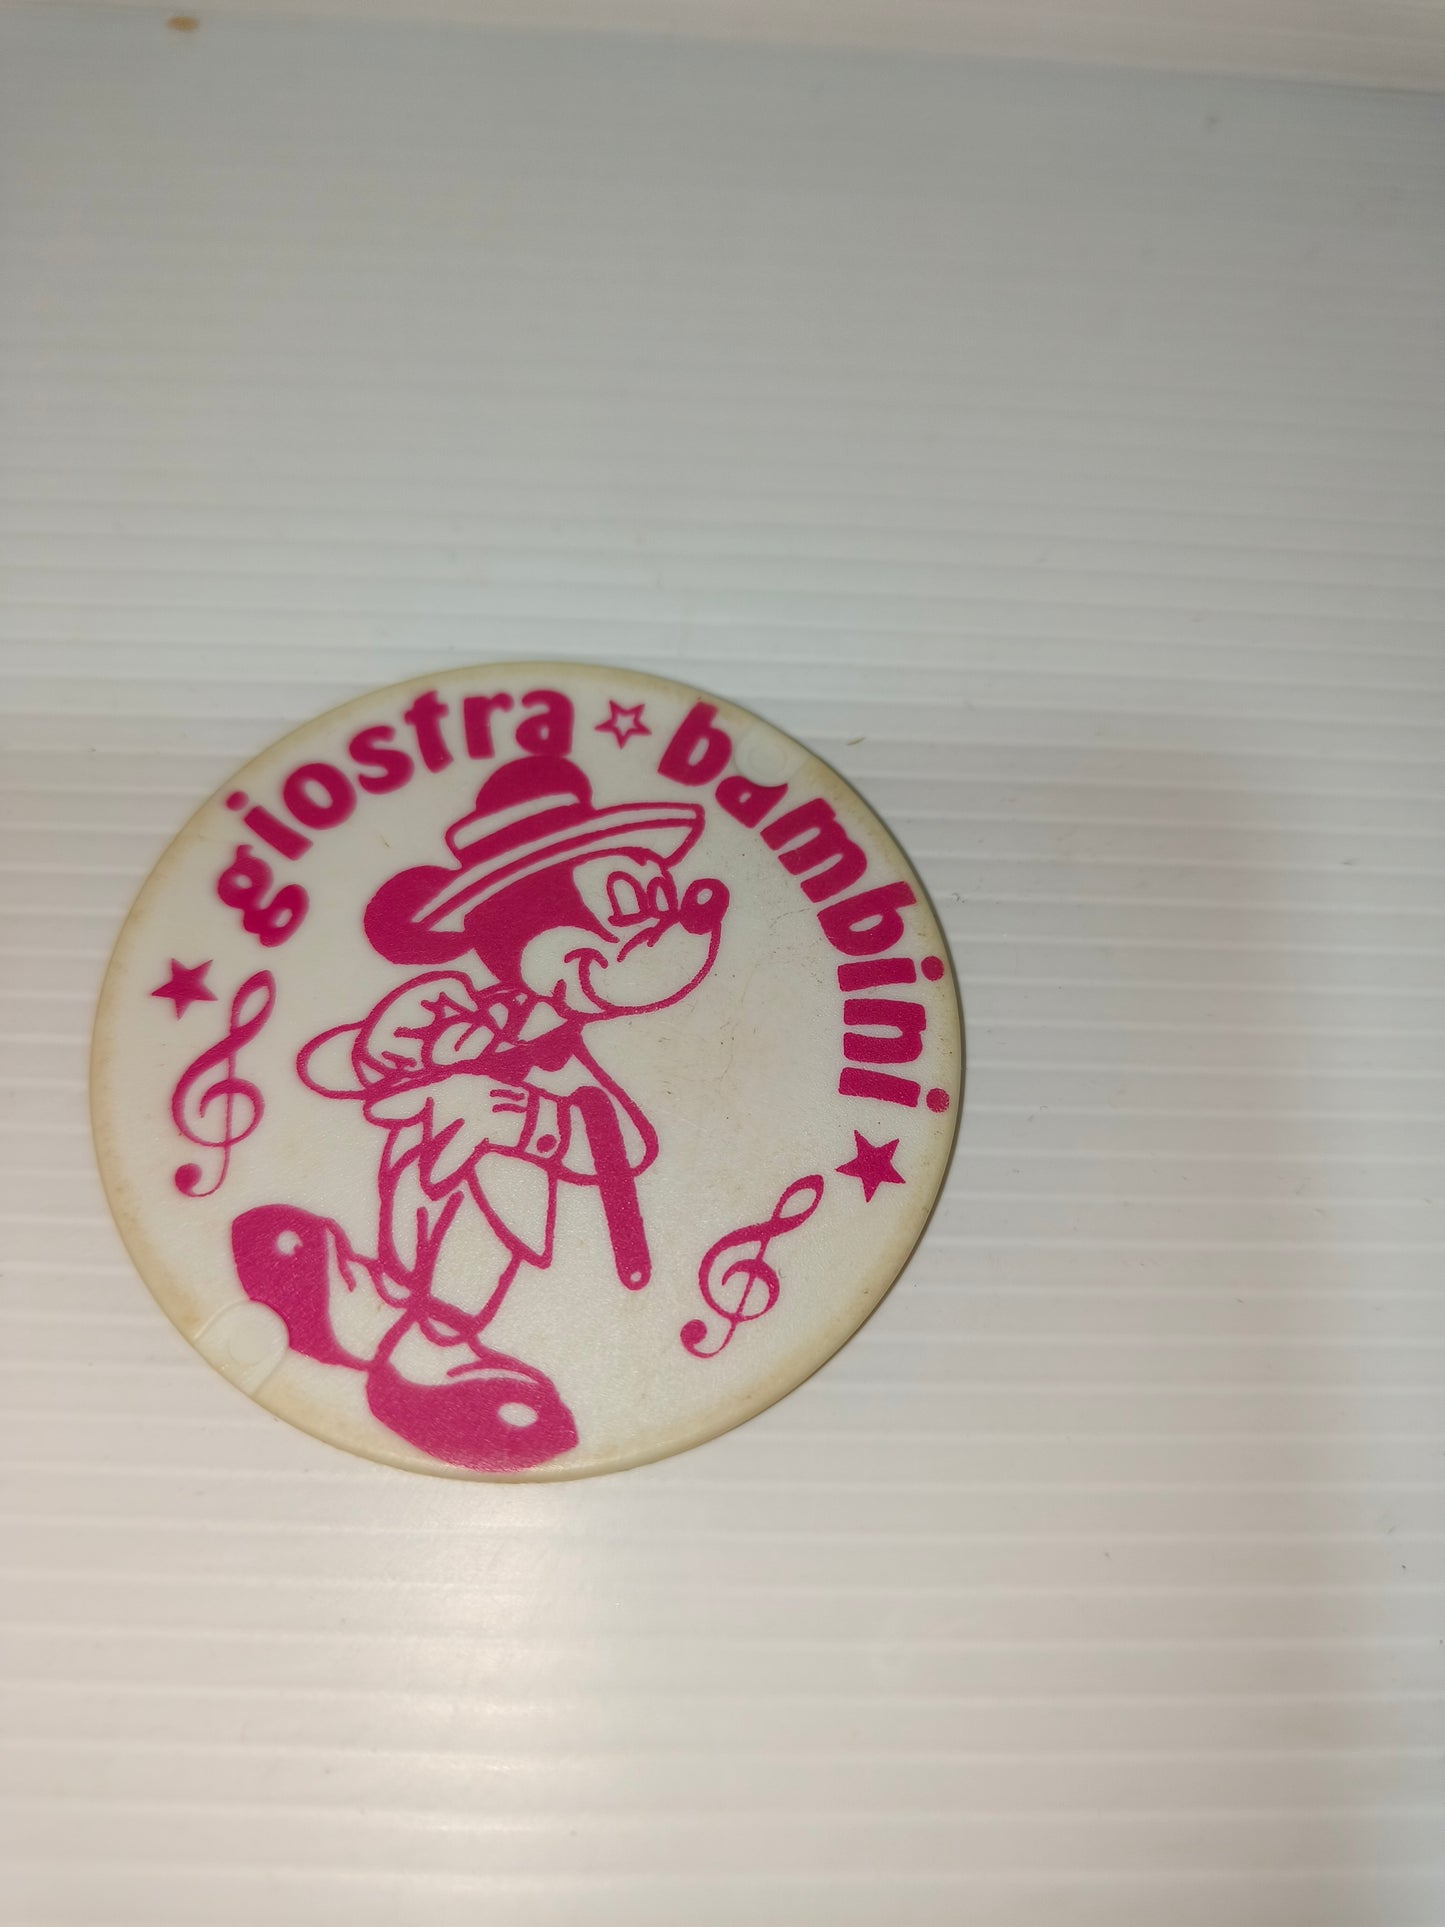 giostra ☆ bambini